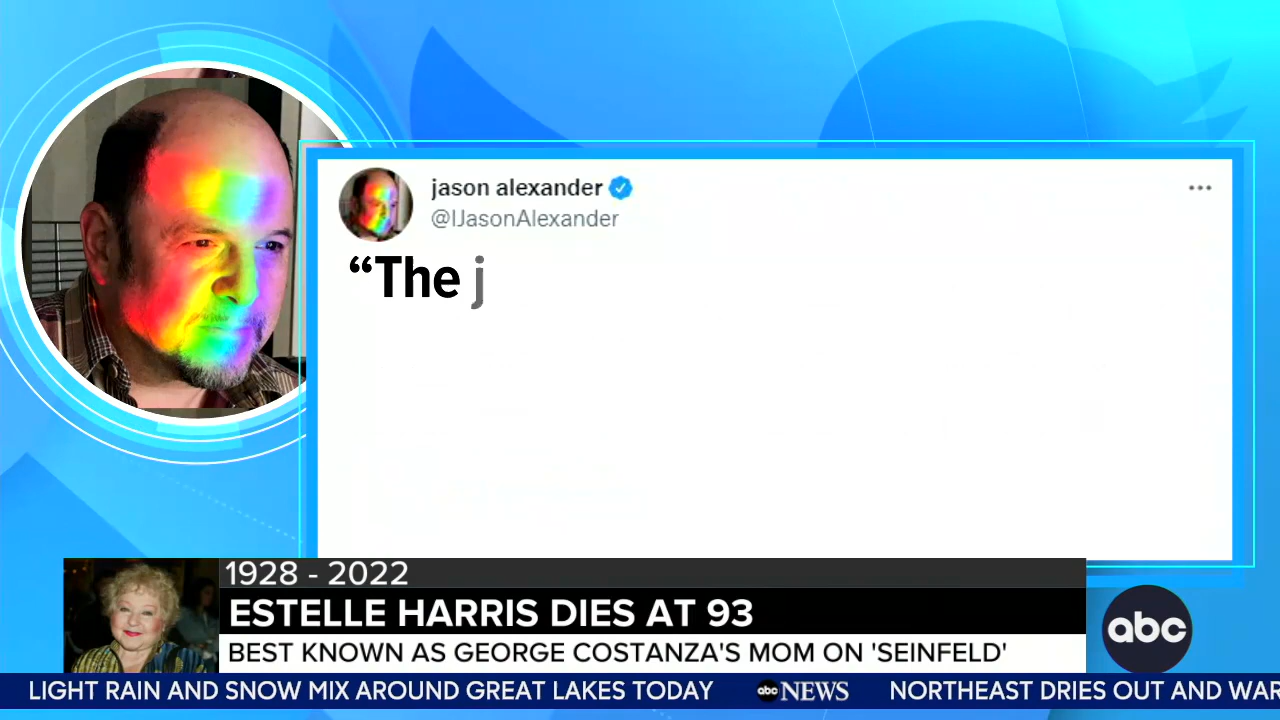 jason alexander
@IJasonAlexander
“The j
1928 - 2022
ESTELLE HARRIS DIES AT 93
BEST KNOWN AS GEORGE COSTANZA'S MOM ON 'SEINFELD'
abc
LIGHT RAIN AND SNOW MIX AROUND GREAT LAKES TODAY abc NEWS NORTHEAST DRIES OUT AND WAR